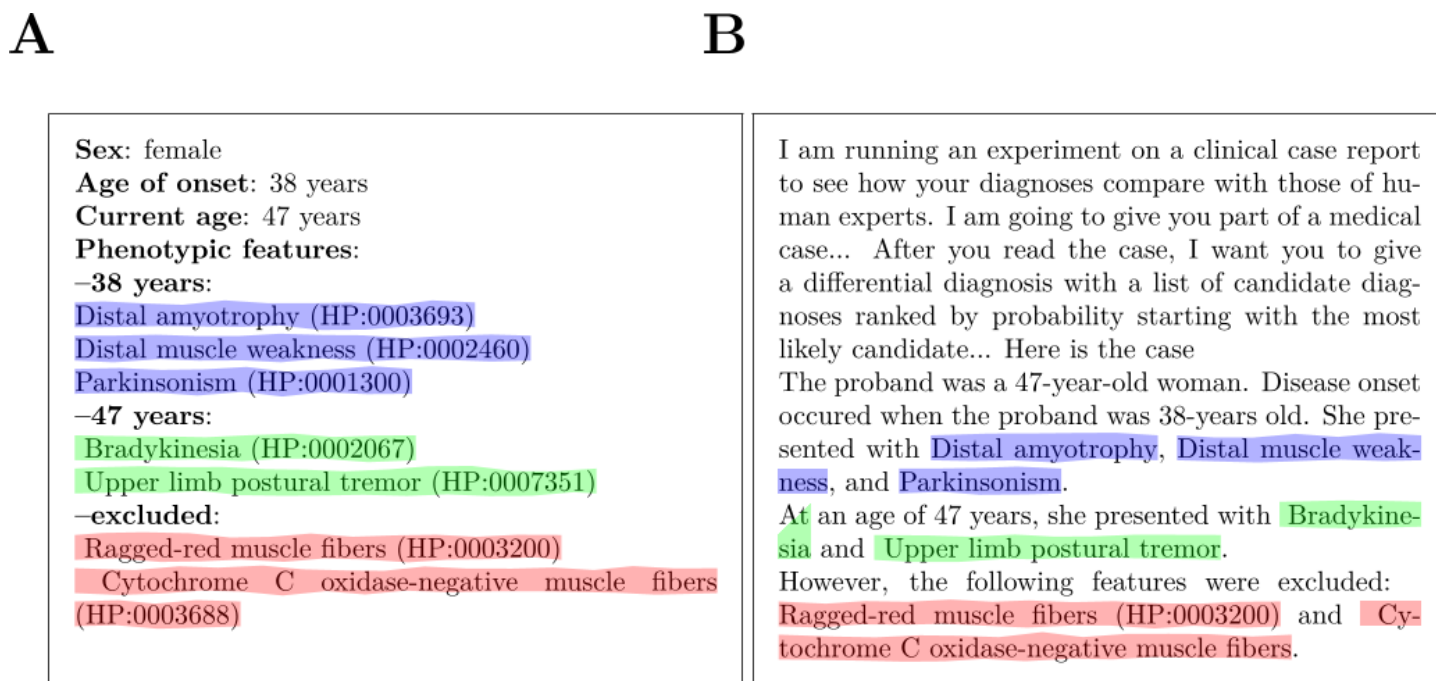 A
B
Sex: female
Age of onset: 38 years
Current age: 47 years
Phenotypic features:
–38 years:
Distal amyotrophy (HP:0003693)
Distal muscle weakness (HP:0002460)
Parkinsonism (HP:0001300)
–47 years:
Bradykinesia (HP:0002067)
Upper limb postural tremor (HP:0007351)
–excluded:
Ragged-red muscle fibers (HP:0003200)
Cytochrome C oxidase-negative muscle fibers
(HP:0003688)
I am running an experiment on a clinical case report
to see how your diagnoses compare with those of hu-
man experts. I am going to give you part of a medical
case... After you read the case, I want you to give
a differential diagnosis with a list of candidate diag-
noses ranked by probability starting with the most
likely candidate... Here is the case
The proband was a 47-year-old woman. Disease onset
occured when the proband was 38-years old. She pre-
sented with Distal amyotrophy, Distal muscle weak-
ness, and Parkinsonism.
At an age of 47 years, she presented with Bradykine-
sia and Upper limb postural tremor.
However, the following features were excluded:
Ragged-red muscle fibers (HP:0003200) and Cy-
tochrome C oxidase-negative muscle fibers.